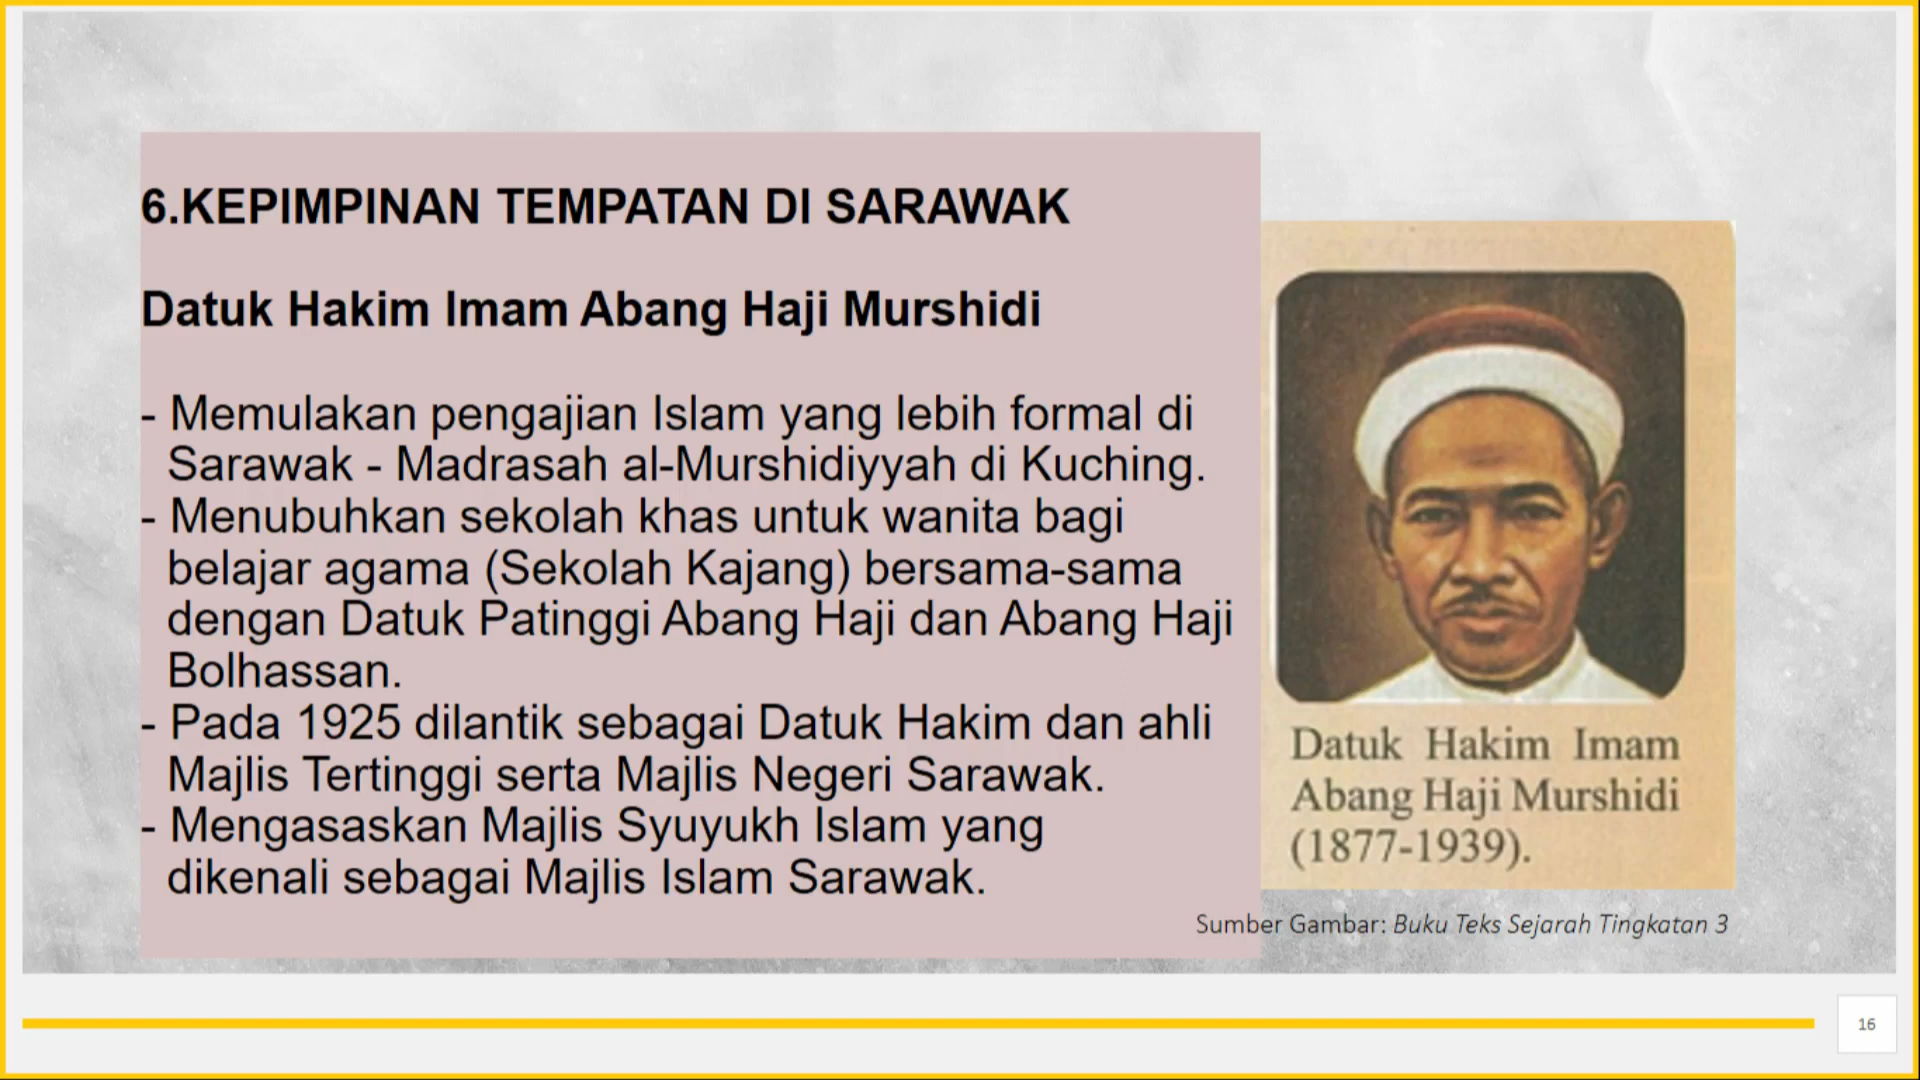 6.KEPIMPINAN TEMPATAN DI SARAWAK
Datuk Hakim Imam Abang Haji Murshidi
- Memulakan pengajian Islam yang lebih formal di
Sarawak - Madrasah al-Murshidiyyah di Kuching.
- Menubuhkan sekolah khas untuk wanita bagi
belajar agama (Sekolah Kajang) bersama-sama
dengan Datuk Patinggi Abang Haji dan Abang Haji
Bolhassan.
- Pada 1925 dilantik sebagai Datuk Hakim dan ahli
Majlis Tertinggi serta Majlis Negeri Sarawak.
- Mengasaskan Majlis Syuyukh Islam yang
dikenali sebagai Majlis Islam Sarawak.
Datuk Hakim Imam
Abang Haji Murshidi
(1877-1939).
Sumber Gambar: Buku Teks Sejarah Tingkatan 3
16